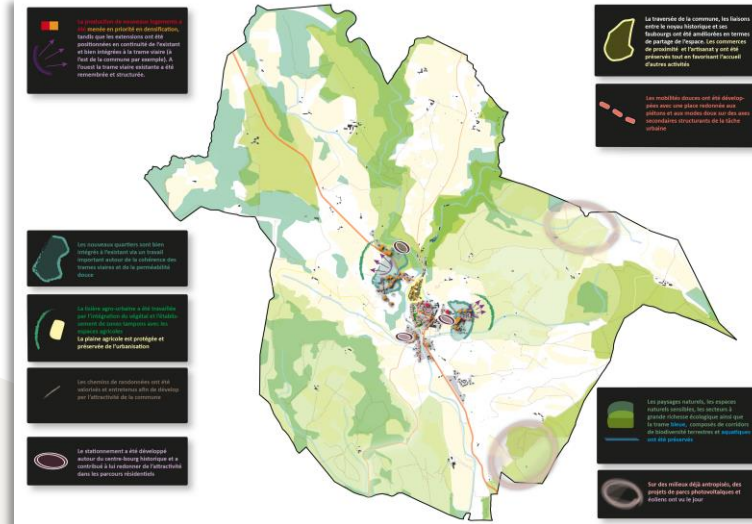 La production de nouveaux logements a
été menée en priorité en densification,
tandis que les extensions ont été
positionnées en continuité de l'existant
et bien intégrées à la trame viaire (à
l'est de la commune par exemple). A
l'ouest la trame viaire existante a été
remembrée et structurée.
La traversée de la commune, les liaisons
entre le noyau historique et ses
faubourgs ont été améliorées en termes
de partage de l'espace. Les commerces
de proximité et l'artisanat y ont été
préservés tout en favorisant l'accueil
d'autres activités
Les mobilités douces ont été dévelop-
pées avec une place redonnée aux
piétons et aux modes doux sur des axes
secondaires structurants de la tâche
urbaine
Les nouveaux quartiers sont bien
intégrés à l'existant via un travail
important autour de la cohérence des
trames viaires et de la perméabilité
douce
La lisière agro-urbaine a été travaillée
par l'intégration du végétal et l'établis-
sement de zones tampons avec les
espaces agricoles
La plaine agricole est protégée et
préservée de l'urbanisation
Les chemins de randonnées ont été
valorisés et entretenus afin de dévelop
per l'attractivité de la commune
Le stationnement a été développé
autour du centre-bourg historique et a
contribué à lui redonner de l'attractivité
dans les parcours résidentiels
Les paysages naturels, les espaces
naturels sensibles, les secteurs à
grande richesse écologique ainsi que
la trame bleue, composés de corridors
de biodiversité terrestres et aquatiques
ont été préservés
Sur des milieux déjà antropisés, des
projets de parcs photovoltaïques et
éoliens ont vu le jour